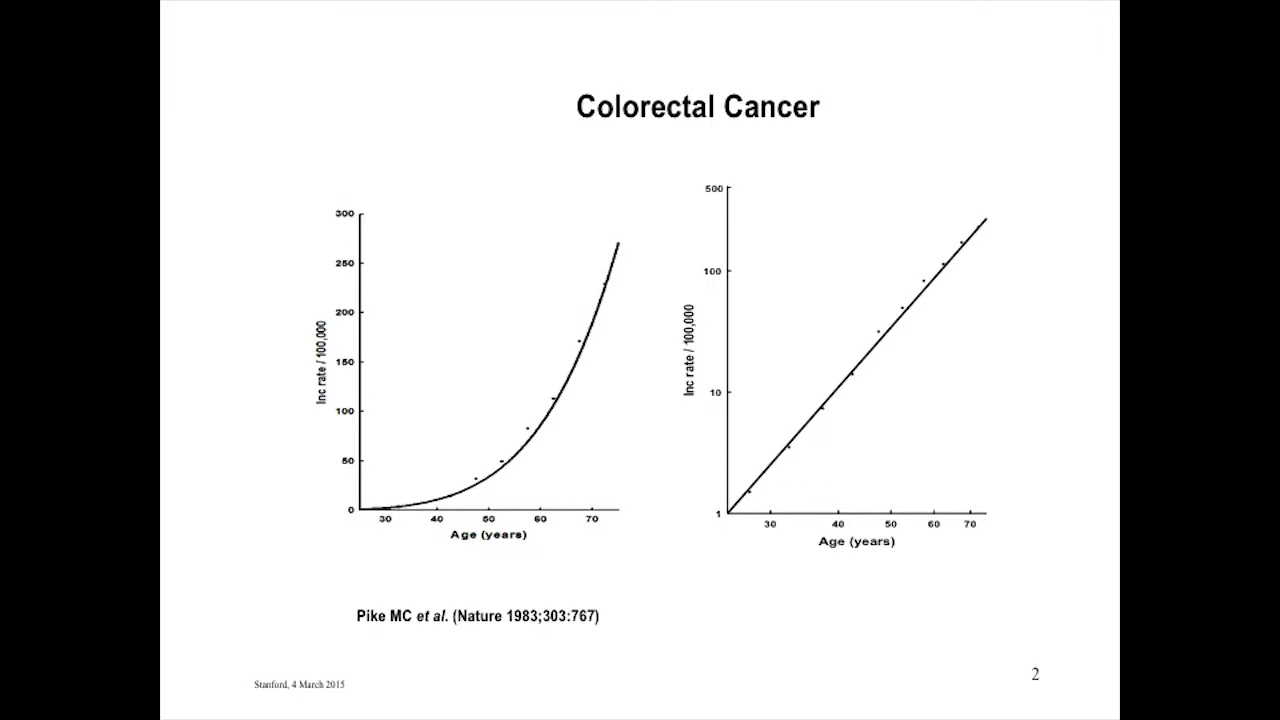 Colorectal Cancer
300
250
200
150
100
50
0
Inc rate / 100,000
30 40 50 60 70
Age (years)
500
100
10
1
Inc rate / 100,000
30 40 50 60 70
Age (years)
Pike MC et al. (Nature 1983;303:767)
Stanford, 4 March 2015
2